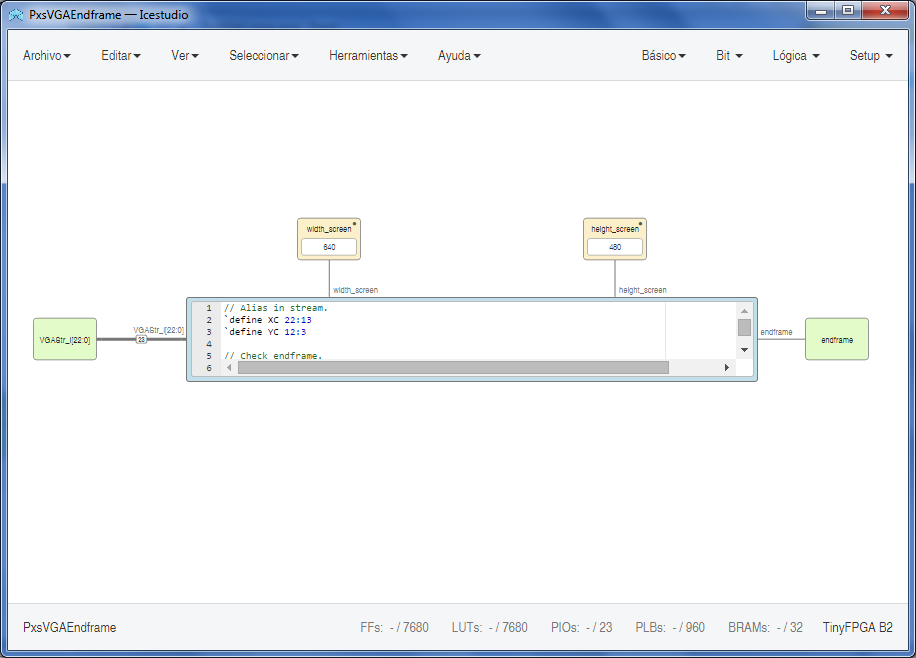 PxsVGAEndframe — Icestudio
Archivo Editar Ver Seleccionar Herramientas Ayuda Básico Bit Lógica Setup
width_screen
640
height_screen
480
width_screen
height_screen
VGAStr_i[22:0]
VGAStr_i[22:0]
23
1 // Alias in stream.
2 `define XC 22:13
3 `define YC 12:3
4
5 // Check endframe.
6
endframe
endframe
PxsVGAEndframe FFs: - / 7680 LUTs: - / 7680 PIOs: - / 23 PLBs: - / 960 BRAMs: - / 32 TinyFPGA B2